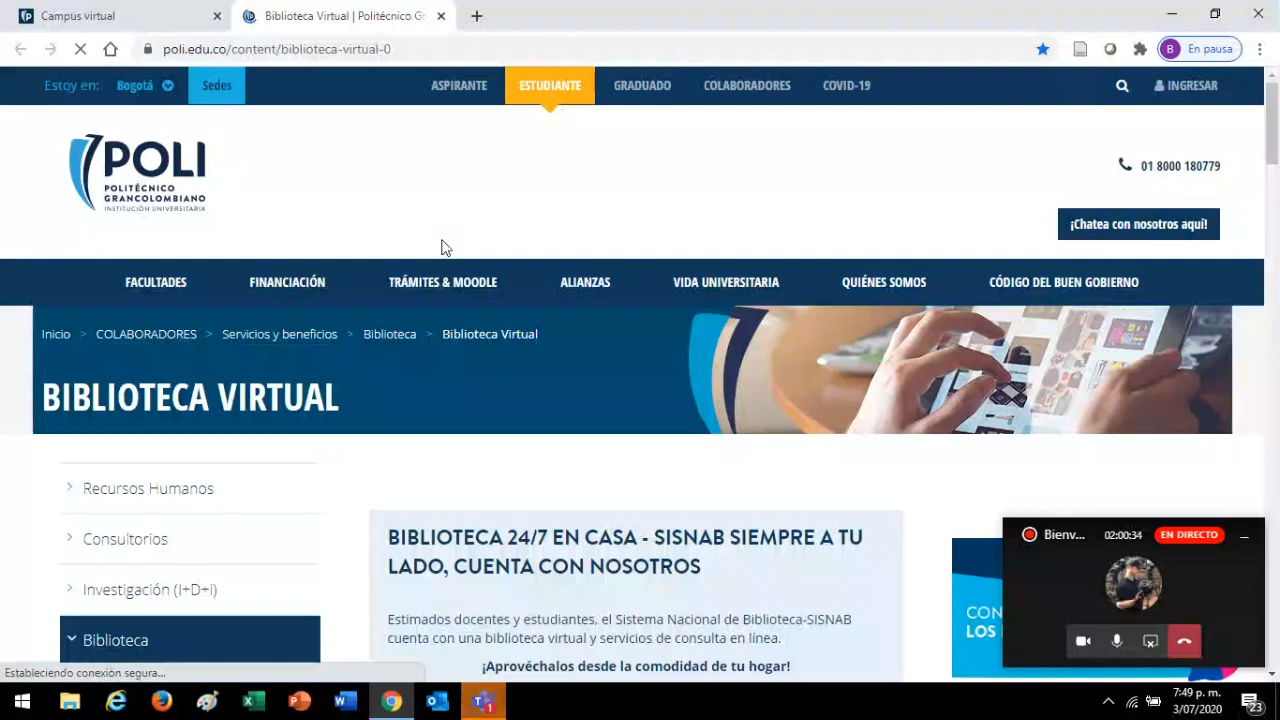 Campus virtual
Biblioteca Virtual | Politécnico Gr
poli.edu.co/content/biblioteca-virtual-0
B En pausa
Estoy en: Bogotá Sedes ASPIRANTE ESTUDIANTE GRADUADO COLABORADORES COVID-19 INGRESAR
POLI
POLITÉCNICO
GRANCOLOMBIANO
INSTITUCIÓN UNIVERSITARIA
01 8000 180779
¡Chatea con nosotros aquí!
FACULTADES FINANCIACIÓN TRÁMITES & MOODLE ALIANZAS VIDA UNIVERSITARIA QUIÉNES SOMOS CÓDIGO DEL BUEN GOBIERNO
Inicio > COLABORADORES > Servicios y beneficios > Biblioteca > Biblioteca Virtual
BIBLIOTECA VIRTUAL
Recursos Humanos
Consultorios
Investigación (I+D+i)
Biblioteca
BIBLIOTECA 24/7 EN CASA - SISNAB SIEMPRE A TU
LADO, CUENTA CON NOSOTROS
Estimados docentes y estudiantes, el Sistema Nacional de Biblioteca-SISNAB
cuenta con una biblioteca virtual y servicios de consulta en línea.
¡Aprovéchalos desde la comodidad de tu hogar!
CON
LOS
Bienv... 02:00:34 EN DIRECTO
Estableciendo conexión segura...
1
7:49 p. m.
3/07/2020
23